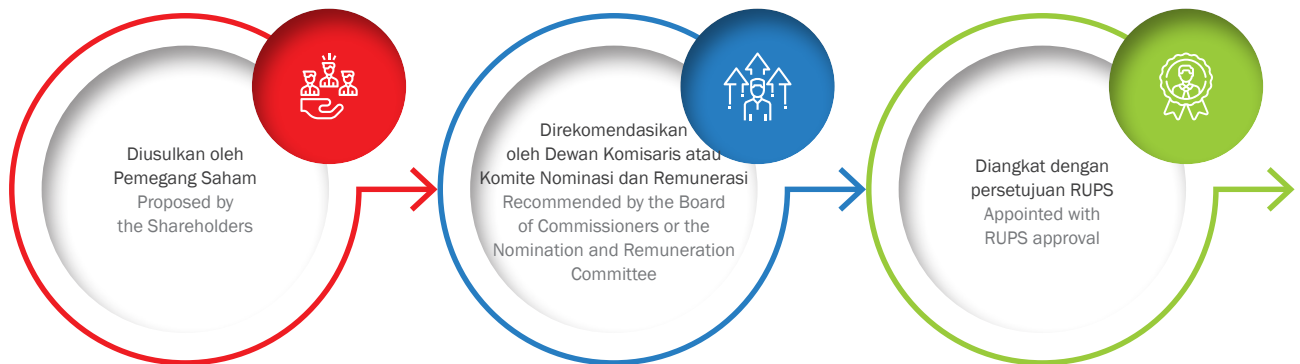 Diusulkan oleh
Pemegang Saham
Proposed by
the Shareholders
Direkomendasikan
oleh Dewan Komisaris atau
Komite Nominasi dan Remunerasi
Recommended by the Board
of Commissioners or the
Nomination and Remuneration
Committee
Diangkat dengan
persetujuan RUPS
Appointed with
RUPS approval